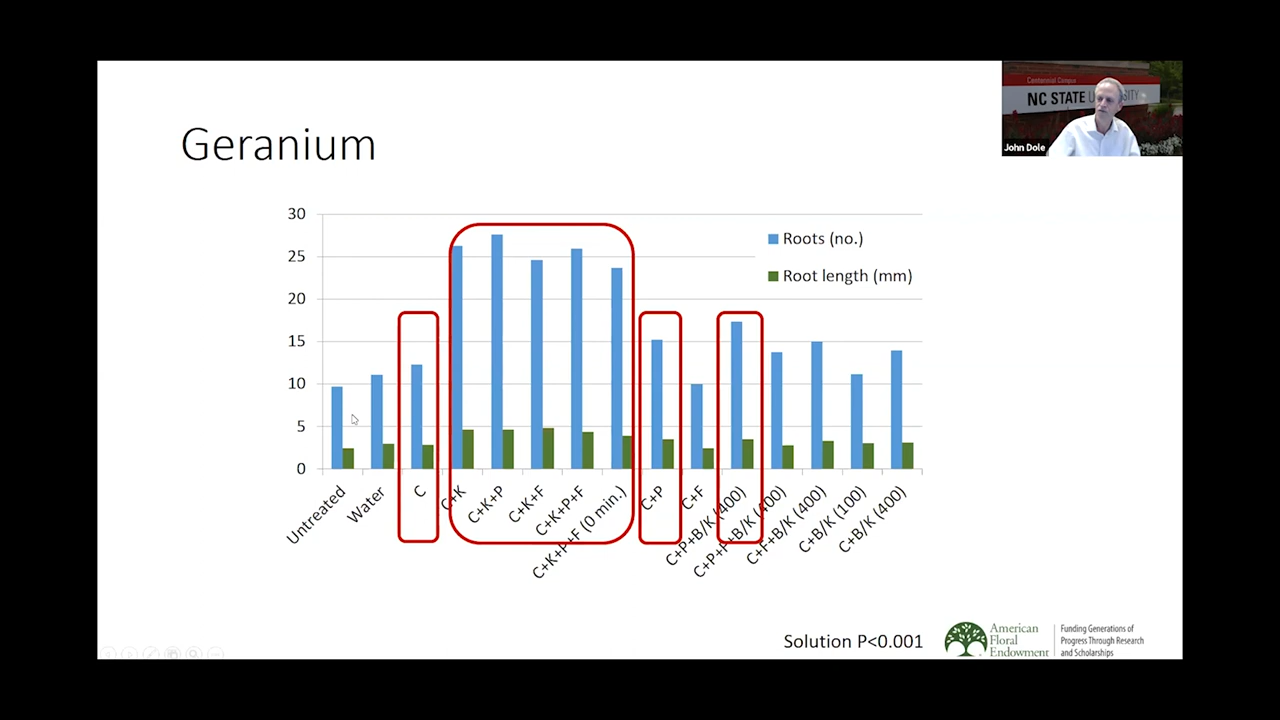 Centennial Campus
NC STATE
John Dole
Geranium
30
25
20
15
10
5
0
Roots (no.)
Root length (mm)
Untreated
Water
C
C+K
C+K+P
C+K+F
C+K+P+F
C+K+P+F (0 min.)
C+P
C+F
C+P+B/K (400)
C+P+F+B/K (400)
C+F+B/K (400)
C+B/K (100)
C+B/K (400)
Solution P<0.001
American
Floral
Endowment
Funding Generations of
Progress Through Research
and Scholarships